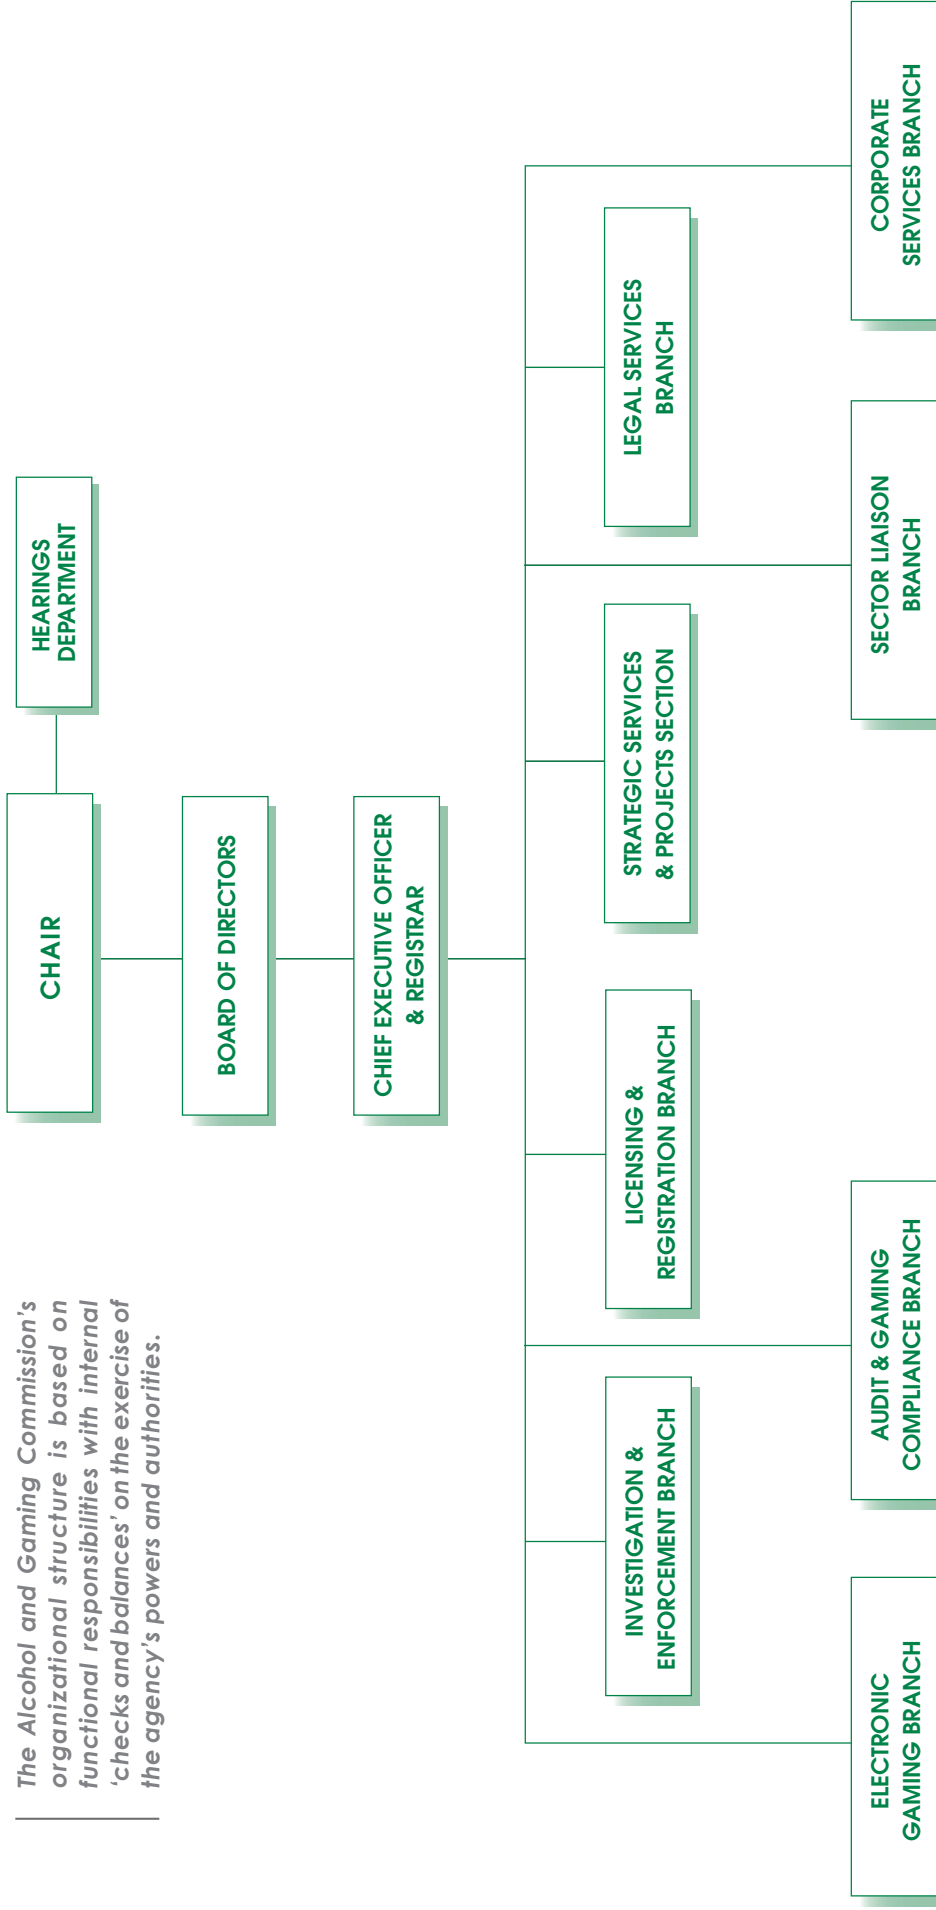 The Alcohol and Gaming Commission’s
organizational structure is based on
functional responsibilities with internal
‘checks and balances’ on the exercise of
the agency’s powers and authorities.
CHAIR
HEARINGS
DEPARTMENT
BOARD OF DIRECTORS
CHIEF EXECUTIVE OFFICER
& REGISTRAR
INVESTIGATION &
ENFORCEMENT BRANCH
LICENSING &
REGISTRATION BRANCH
STRATEGIC SERVICES
& PROJECTS SECTION
LEGAL SERVICES
BRANCH
ELECTRONIC
GAMING BRANCH
AUDIT & GAMING
COMPLIANCE BRANCH
SECTOR LIAISON
BRANCH
CORPORATE
SERVICES BRANCH